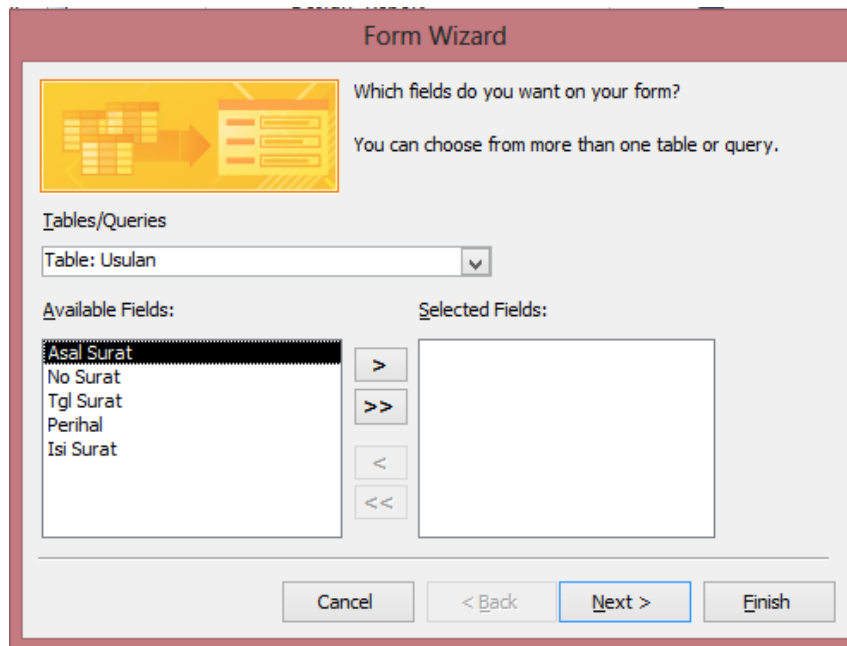 Form Wizard
Which fields do you want on your form?
You can choose from more than one table or query.
Tables/Queries
Table: Usulan
Available Fields:
Selected Fields:
Asal Surat
No Surat
Tgl Surat
Perihal
Isi Surat
>
>>
<
<<
Cancel
< Back
Next >
Finish